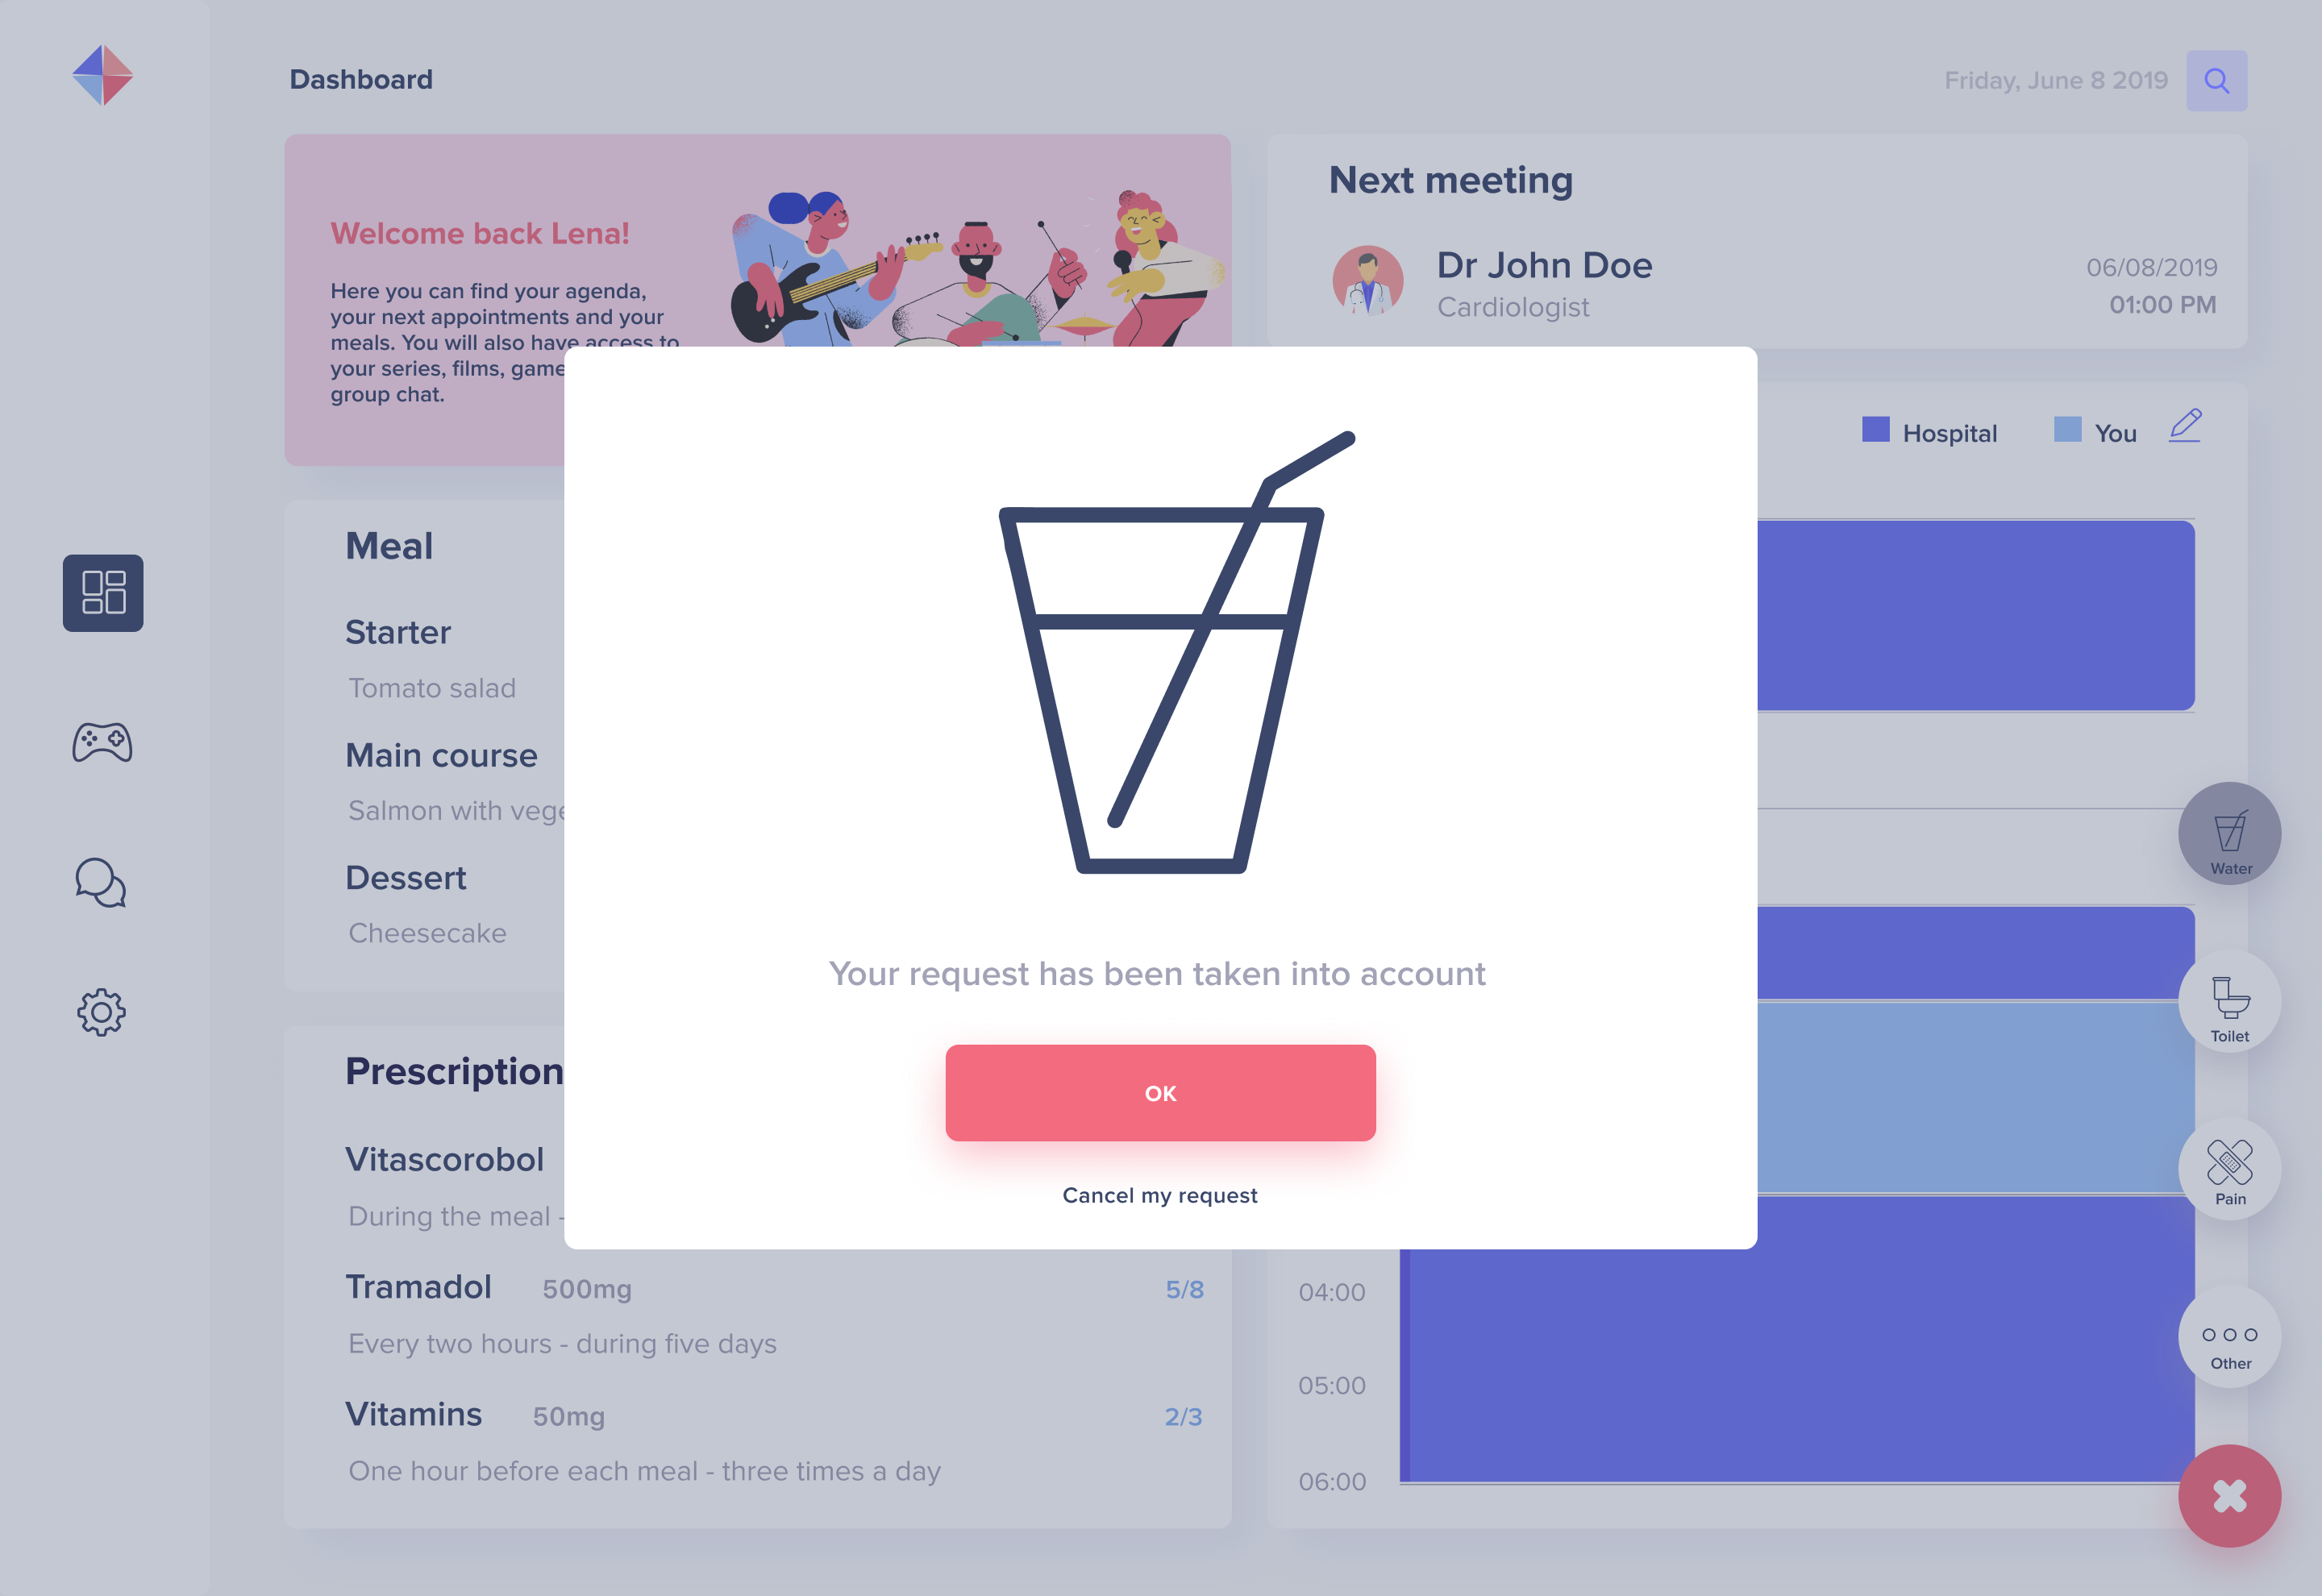 Dashboard
Friday, June 8 2019
Welcome back Lena!
Here you can find your agenda,
your next appointments and your
meals. You will also have access to
your series, films,
group chat.
Next meeting
Dr John Doe
Cardiologist
06/08/2019
01:00 PM
Hospital
You
Meal
Starter
Tomato salad
Main course
Salmon with
Dessert
Cheesecake
Prescription
Vitascorobol
During the meal -
Tramadol 500mg 5/8
Every two hours - during five days
Vitamins 50mg 2/3
One hour before each meal - three times a day
Your request has been taken into account
OK
Cancel my request
04:00
05:00
06:00
Water
Toilet
Pain
Other